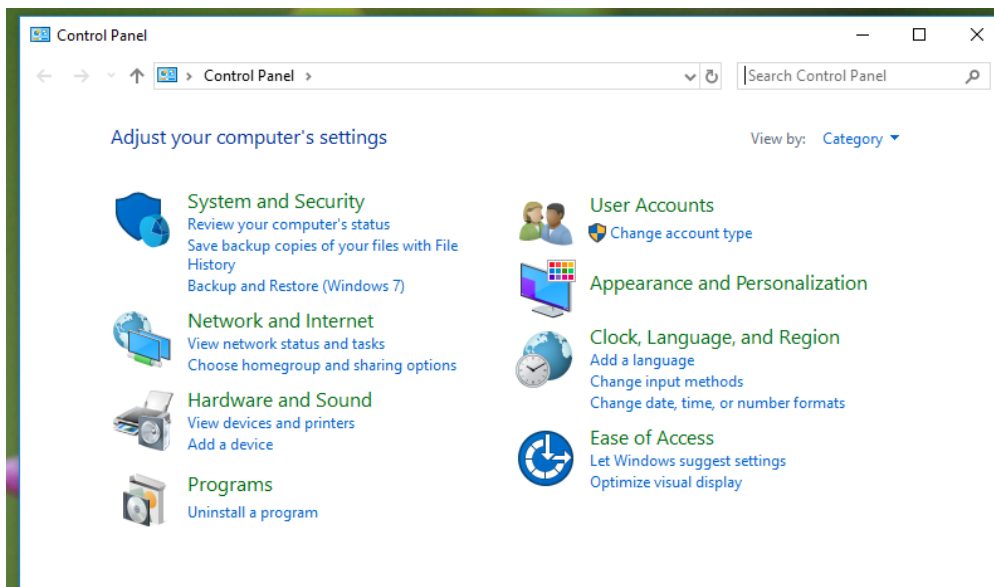 Control Panel
Control Panel
Search Control Panel
Adjust your computer's settings
View by: Category
System and Security
Review your computer's status
Save backup copies of your files with File
History
Backup and Restore (Windows 7)
Network and Internet
View network status and tasks
Choose homegroup and sharing options
Hardware and Sound
View devices and printers
Add a device
Programs
Uninstall a program
User Accounts
Change account type
Appearance and Personalization
Clock, Language, and Region
Add a language
Change input methods
Change date, time, or number formats
Ease of Access
Let Windows suggest settings
Optimize visual display